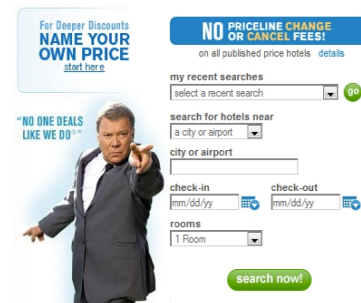 For Deeper Discounts
NAME YOUR
OWN PRICE
start here
"NO ONE DEALS
LIKE WE DO®"
NO PRICELINE CHANGE
OR CANCEL FEES!
on all published price hotels details
my recent searches
select a recent search
go
search for hotels near
a city or airport
city or airport
check-in
check-out
mm/dd/yy
mm/dd/yy
rooms
1 Room
search now!